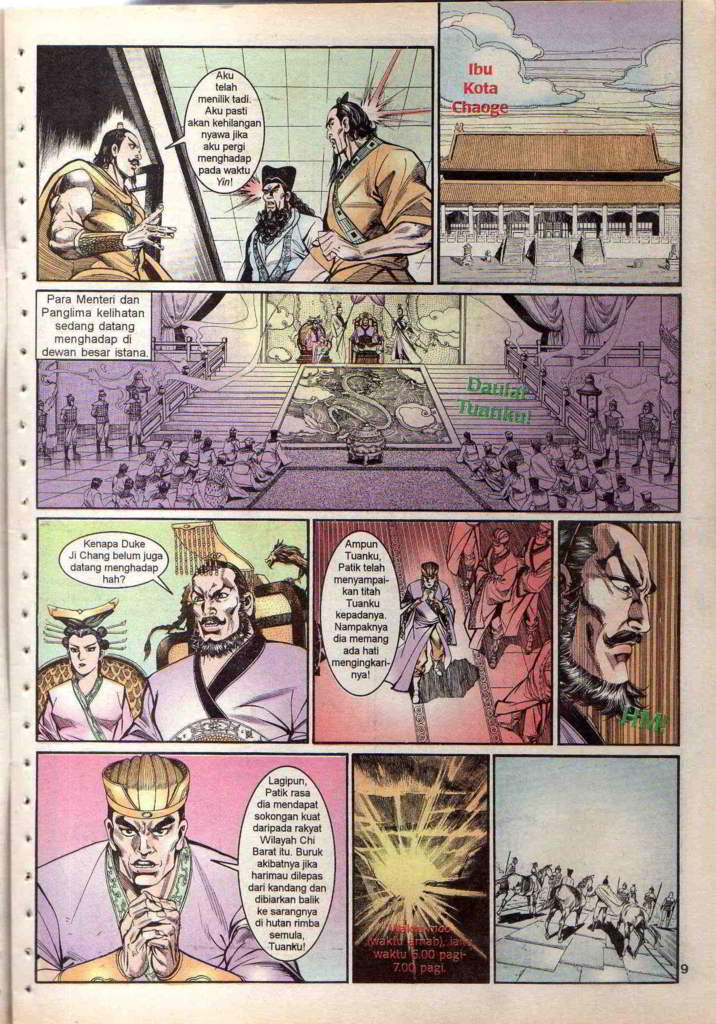 Aku
telah
menilik tadi.
Aku pasti
akan kehilangan
nyawa jika
aku pergi
menghadap
pada waktu
Yin!
Ibu
Kota
Chaoge
Para Menteri dan
Panglima kelihatan
sedang datang
menghadap di
dewan besar istana.
Daulat
Tuanku!
Kenapa Duke
Ji Chang belum juga
datang menghadap
hah?
Ampun
Tuanku,
Patik telah
menyampai-
kan titah
Tuanku
kepadanya.
Nampaknya
dia memang
ada hati
mengingkari-
nya!
HM!
Lagipun,
Patik rasa
dia mendapat
sokongan kuat
daripada rakyat
Wilayah Chi
Barat itu. Buruk
akibatnya jika
harimau dilepas
dari kandang dan
dibiarkan balik
ke sarangnya
di hutan rimba
semula,
Tuanku!
(waktu arnab), iaitu
waktu 5.00 pagi-
7.00 pagi.
9